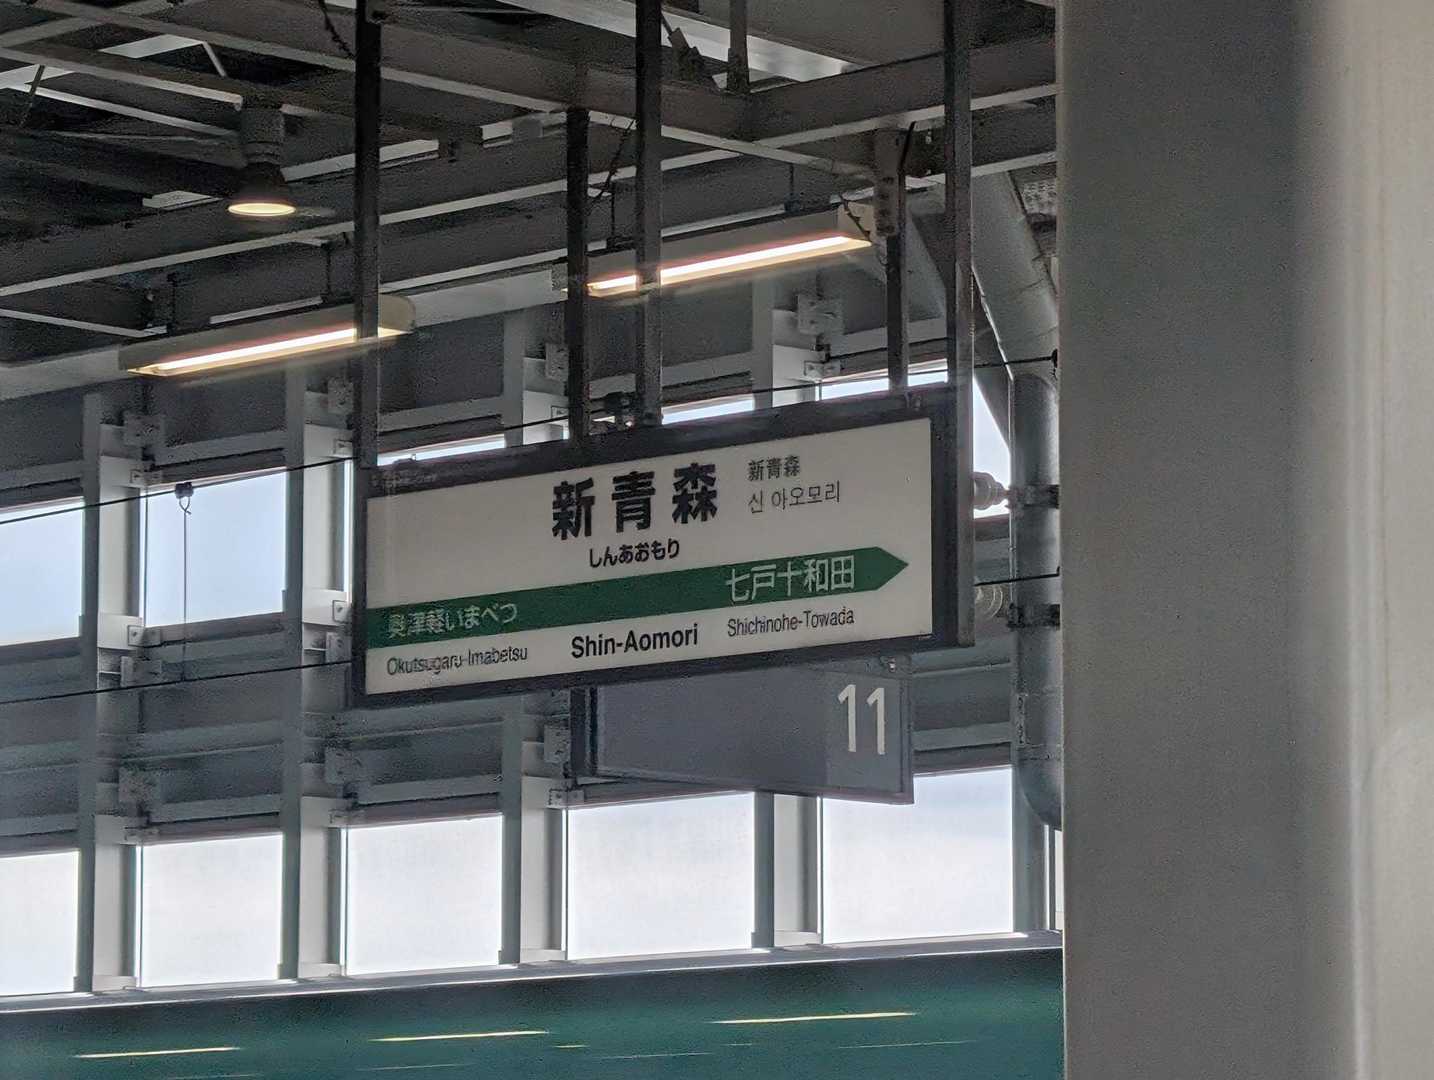 新青森
新青森
신 아오모리
しんあおもり
奥津軽いまべつ
七戸十和田
Okutsugaru-Imabetsu
Shin-Aomori
Shichinohe-Towada
11